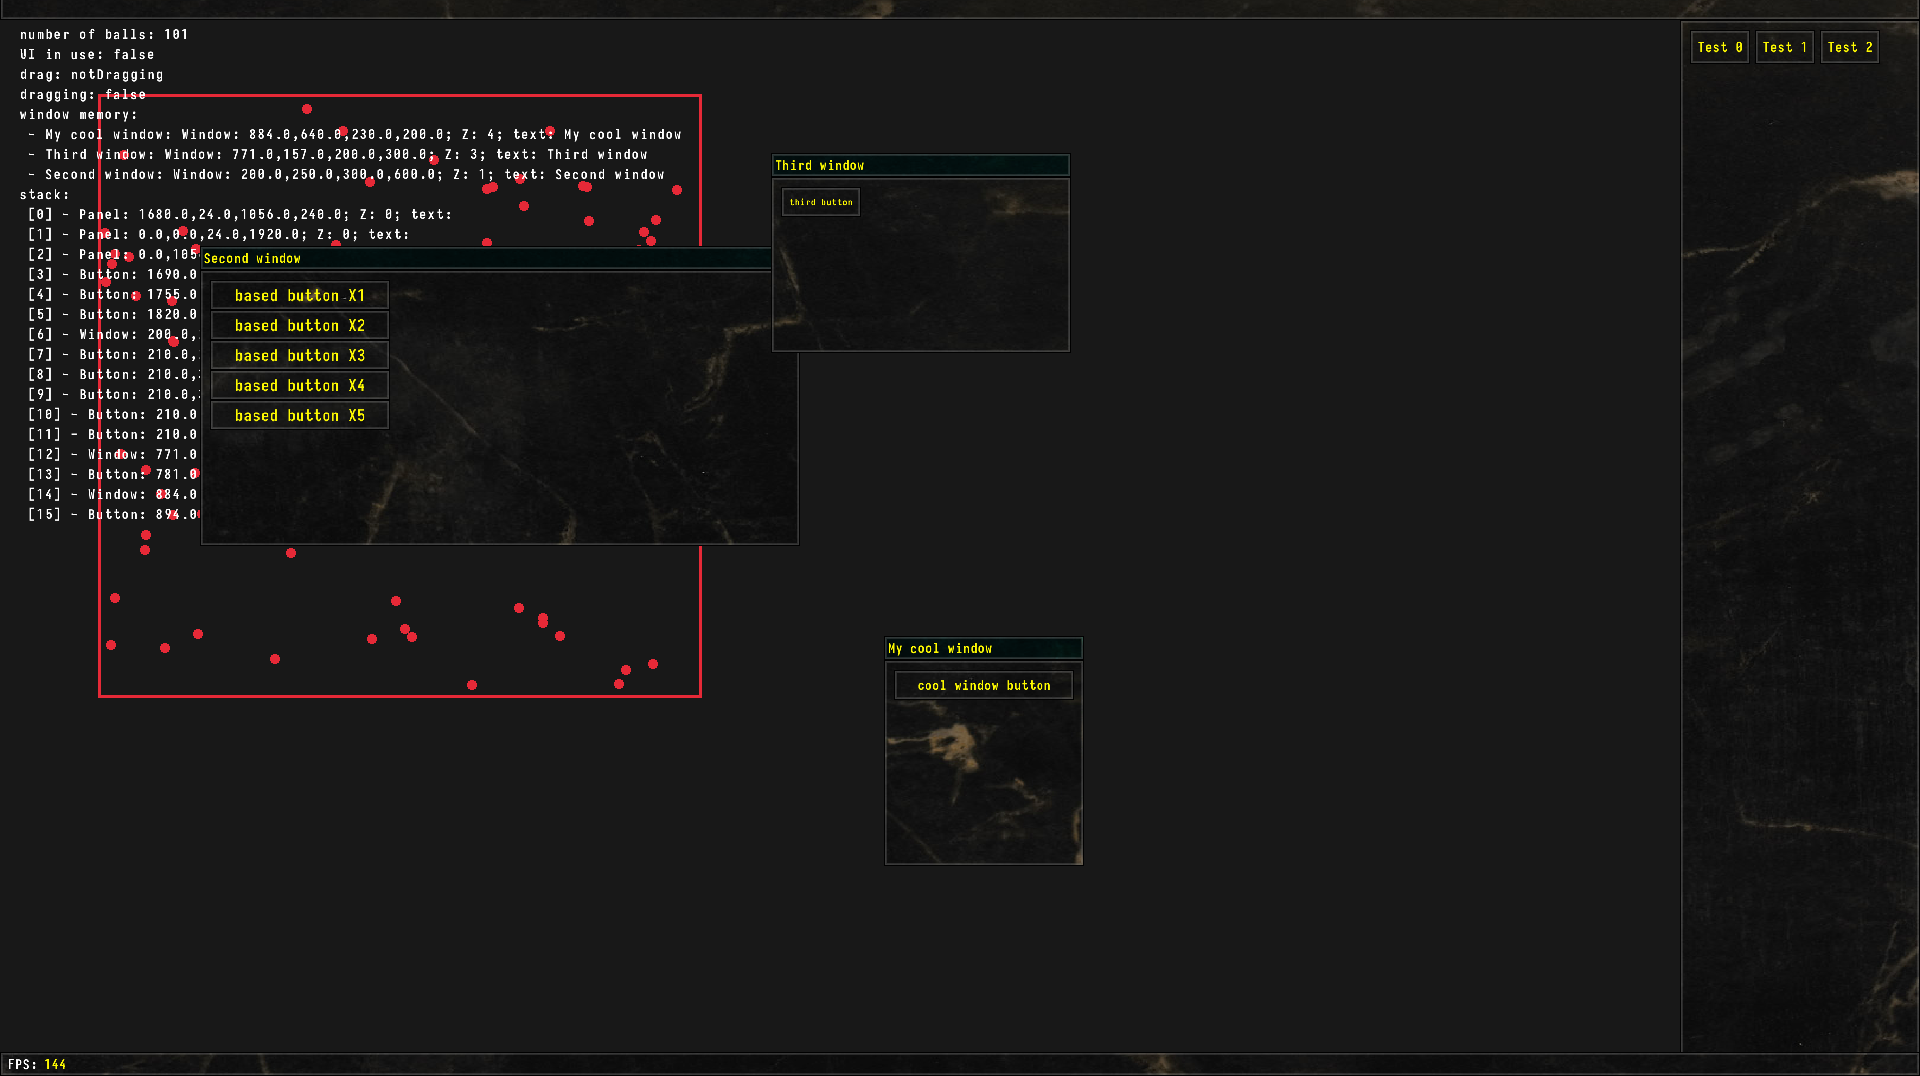 number of balls: 101
UI in use: false
drag: notDragging
dragging: false
window memory:
- My cool window: Window: 884.0,640.0,230.0,200.0; Z: 4; text: My cool window
- Third window: Window: 771.0,157.0,200.0,300.0; Z: 3; text: Third window
- Second window: Window: 200.0,250.0,300.0,600.0; Z: 1; text: Second window
stack:
[0] - Panel: 1680.0,24.0,1056.0,240.0; Z: 0; text:
[1] - Panel: 0.0,0.0,24.0,1920.0; Z: 0; text:
[2] - Panel: 0.0,105
[3] - Button: 1690.0
[4] - Button: 1755.0
[5] - Button: 1820.0
[6] - Window: 200.0,
[7] - Button: 210.0,
[8] - Button: 210.0,
[9] - Button: 210.0,
[10] - Button: 210.0
[11] - Button: 210.0
[12] - Window: 771.0
[13] - Button: 781.0
[14] - Window: 884.0
[15] - Button: 894.0
Second window
based button X1
based button X2
based button X3
based button X4
based button X5
Third window
third button
My cool window
cool window button
Test 0
Test 1
Test 2
FPS: 144